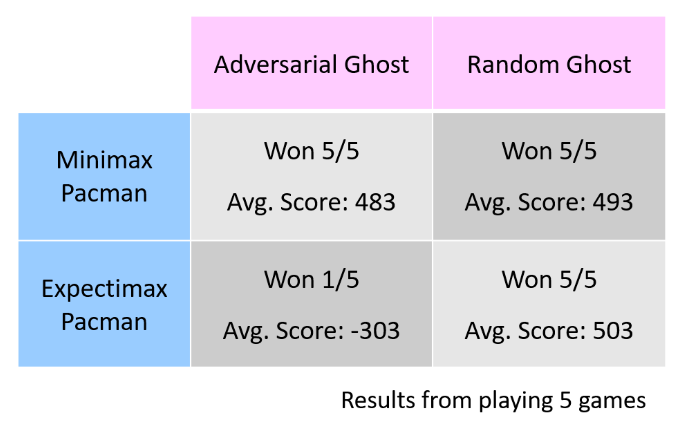 Adversarial Ghost
Random Ghost
Minimax
Pacman
Won 5/5
Avg. Score: 483
Won 5/5
Avg. Score: 493
Expectimax
Pacman
Won 1/5
Avg. Score: -303
Won 5/5
Avg. Score: 503
Results from playing 5 games